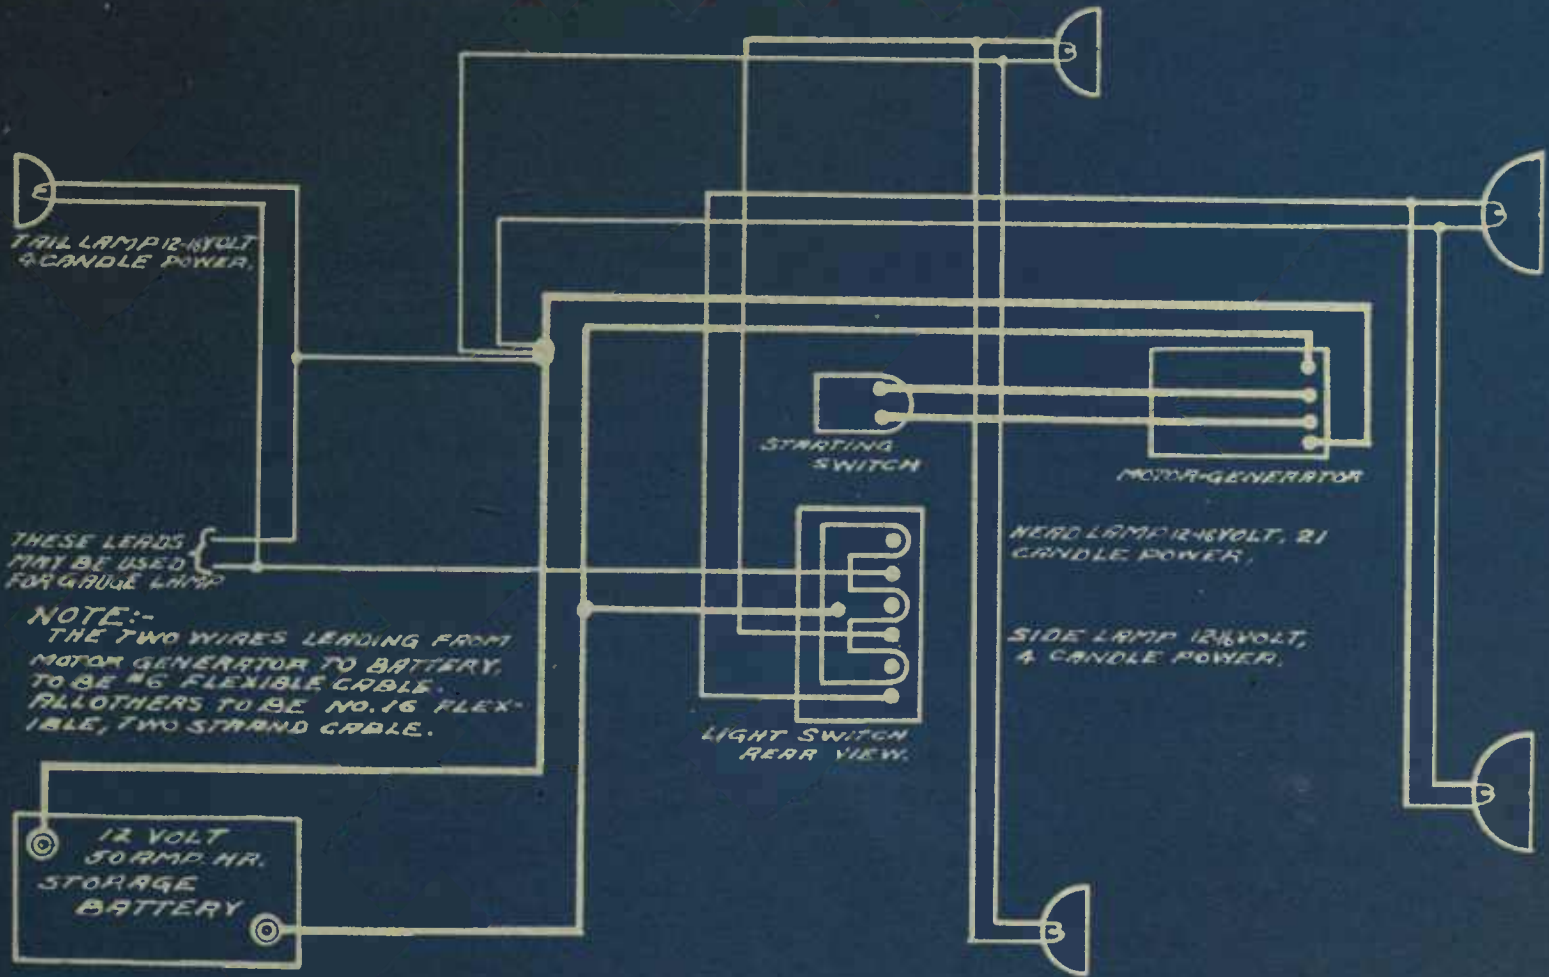 TAIL LAMP 12-16 VOLT
4 CANDLE POWER.
STARTING
SWITCH
MOTOR-GENERATOR
THESE LEADS
MAY BE USED
FOR GAUGE LAMP
HEAD LAMP 12-16 VOLT, 21
CANDLE POWER,
NOTE:-
THE TWO WIRES LEADING FROM
MOTOR GENERATOR TO BATTERY,
TO BE #6 FLEXIBLE CABLE.
ALL OTHERS TO BE NO. 16 FLEX-
IBLE, TWO STRAND CABLE.
SIDE LAMP VOLT,
4 CANDLE POWER.
LIGHT SWITCH
REAR VIEW.
12 VOLT
50 AMP. HR.
STORAGE
BATTERY